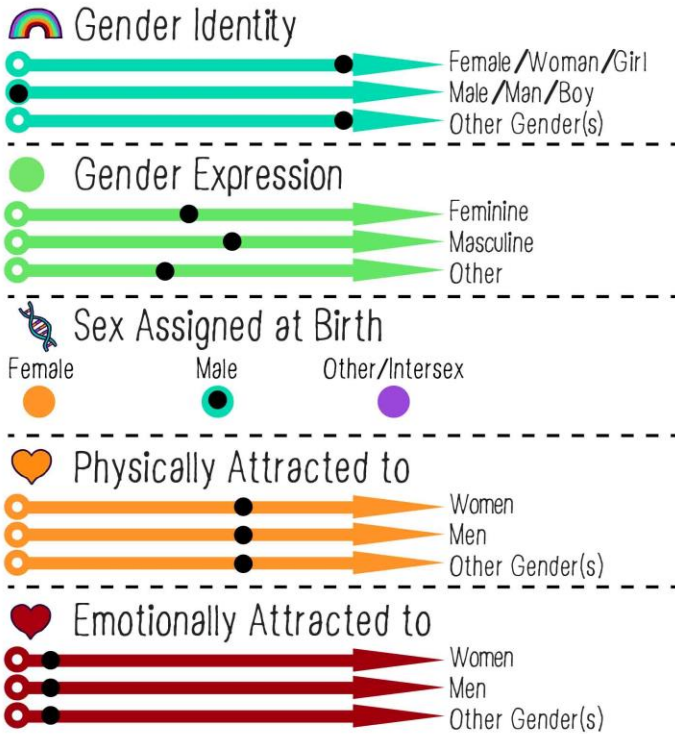 Gender Identity
Female/Woman/Girl
Male/Man/Boy
Other Gender(s)
Gender Expression
Feminine
Masculine
Other
Sex Assigned at Birth
Female Male Other/Intersex
Physically Attracted to
Women
Men
Other Gender(s)
Emotionally Attracted to
Women
Men
Other Gender(s)